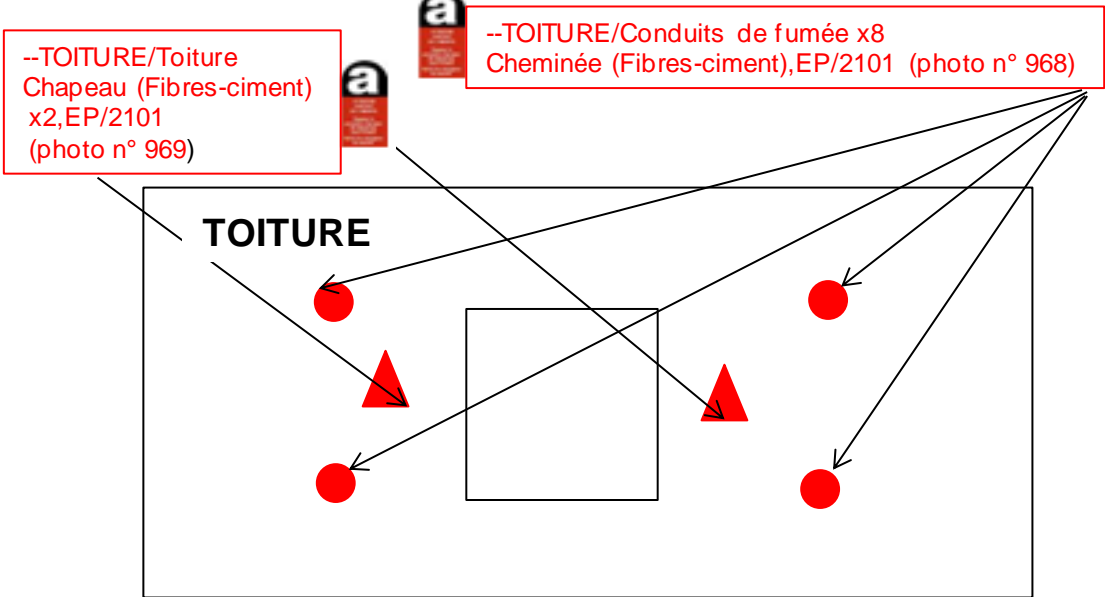 --TOITURE/Toiture
Chapeau (Fibres-ciment)
x2,EP/2101
(photo n° 969)
a
a
--TOITURE/Conduits de fumée x8
Cheminée (Fibres-ciment),EP/2101 (photo n° 968)
TOITURE